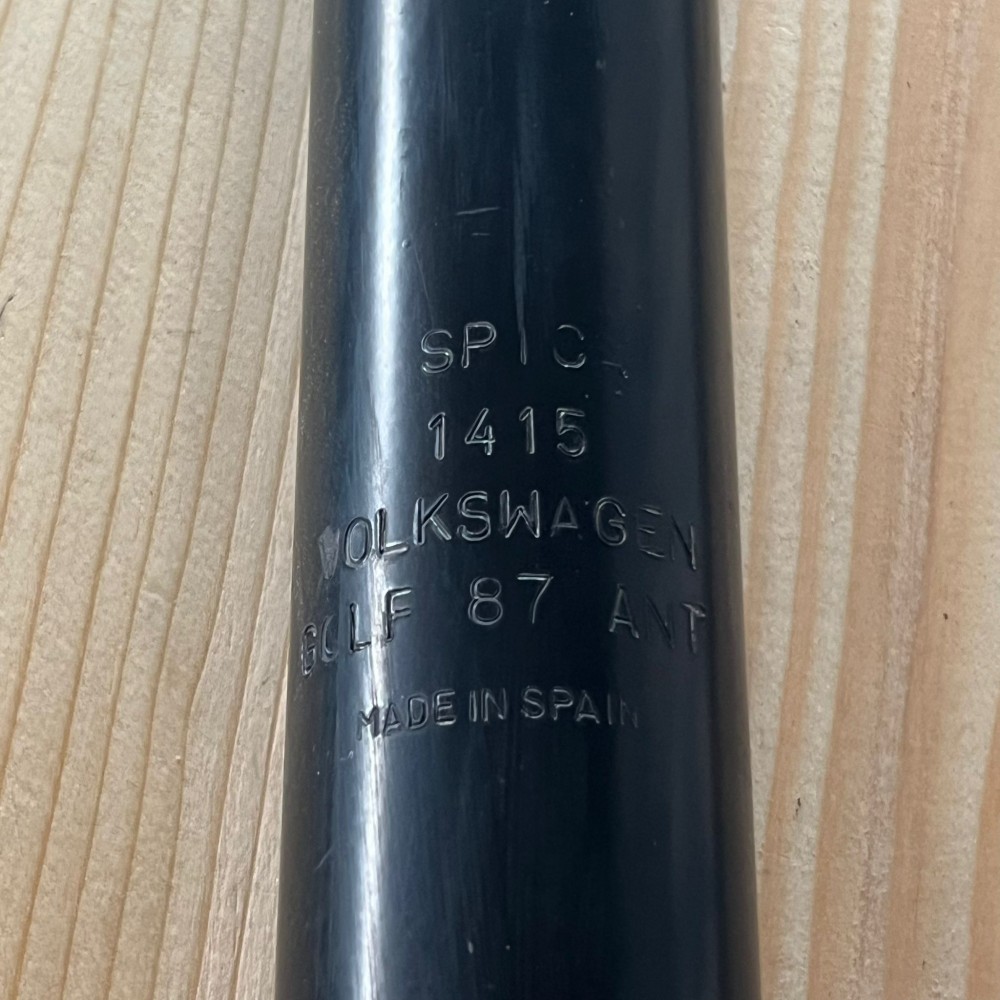 SPIC
1415
VOLKSWAGEN
GOLF 87 ANT
MADE IN SPAIN